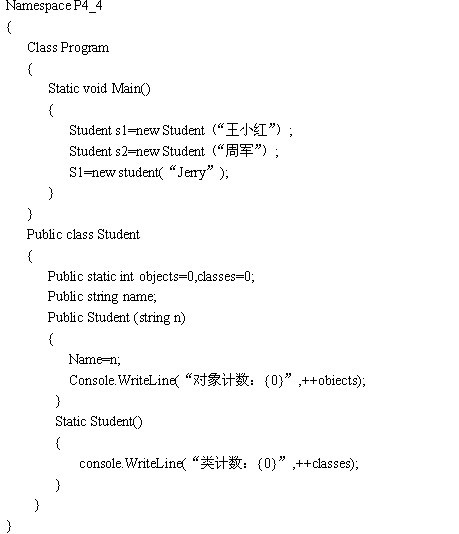 Namespace P4_4
{
Class Program
{
Static void Main()
{
Student s1=new Student（“王小红”）;
Student s2=new Student（“周军”）;
S1=new student(“Jerry”);
}
}
Public class Student
{
Public static int objects=0,classes=0;
Public string name;
Public Student (string n)
{
Name=n;
Console.WriteLine(“对象计数：{0}”,++obiects);
}
Static Student()
{
console.WriteLine(“类计数：{0}”,++classes);
}
}
}